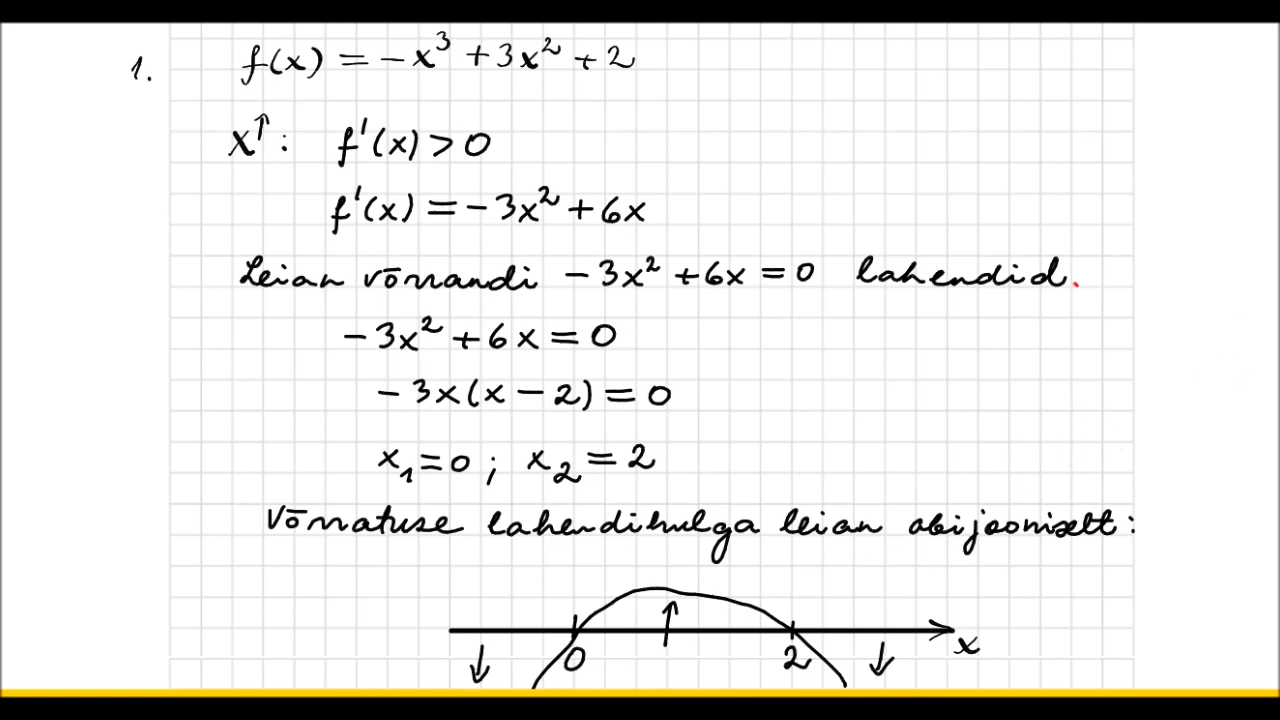 1. f(x) = -x³ + 3x² + 2
X↑: f'(x) > 0
f'(x) = -3x² + 6x
Leian võrrandi -3x² + 6x = 0 lahendid.
-3x² + 6x = 0
-3x(x - 2) = 0
x₁ = 0 ; x₂ = 2
Võrratuse lahendihulga leian abijooniselt:
↓ 0 ↑ 2 ↓ x